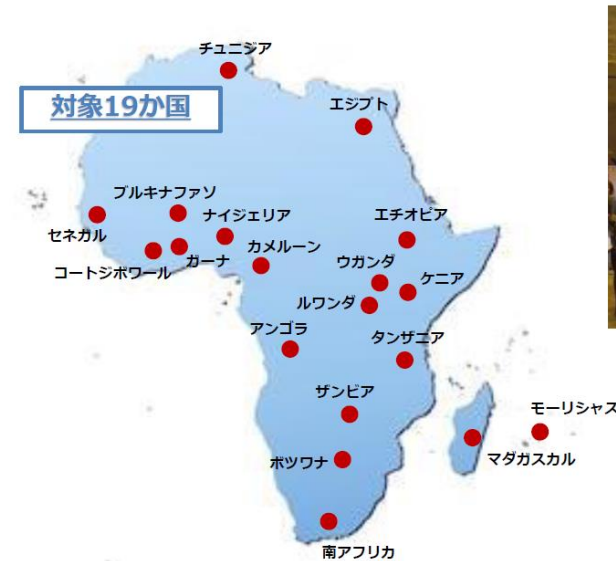 チュニジア
対象19か国
エジプト
ブルキナファソ
ナイジェリア
エチオピア
セネガル
カメルーン
ウガンダ
コートジボワール
ガーナ
ケニア
ルワンダ
アンゴラ
タンザニア
ザンビア
モーリシャス
ボツワナ
マダガスカル
南アフリカ